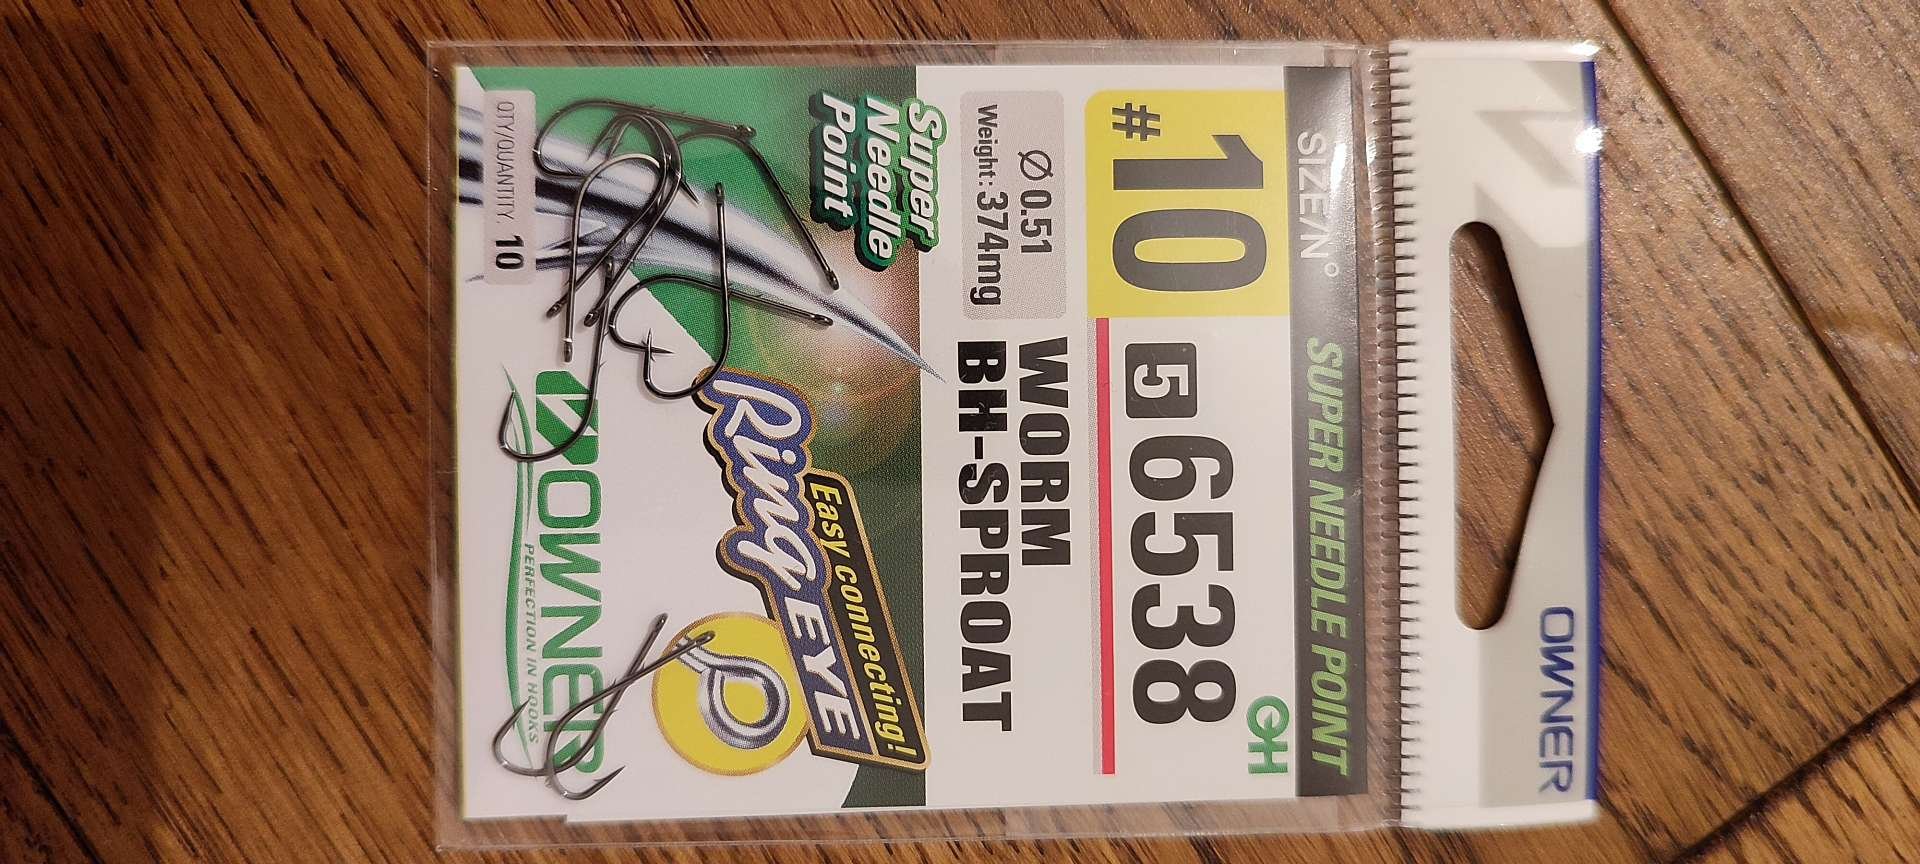 OWNER
SIZE/N° SUPER NEEDLE POINT
#10
5 6538
Ø 0.51
Weight: 374mg
WORM
BH-SPROAT
Super
Needle
Point
Easy connecting!
Ring EYE
OWNER
PERFECTION IN HOOKS
QTY/QUANTITY. 10